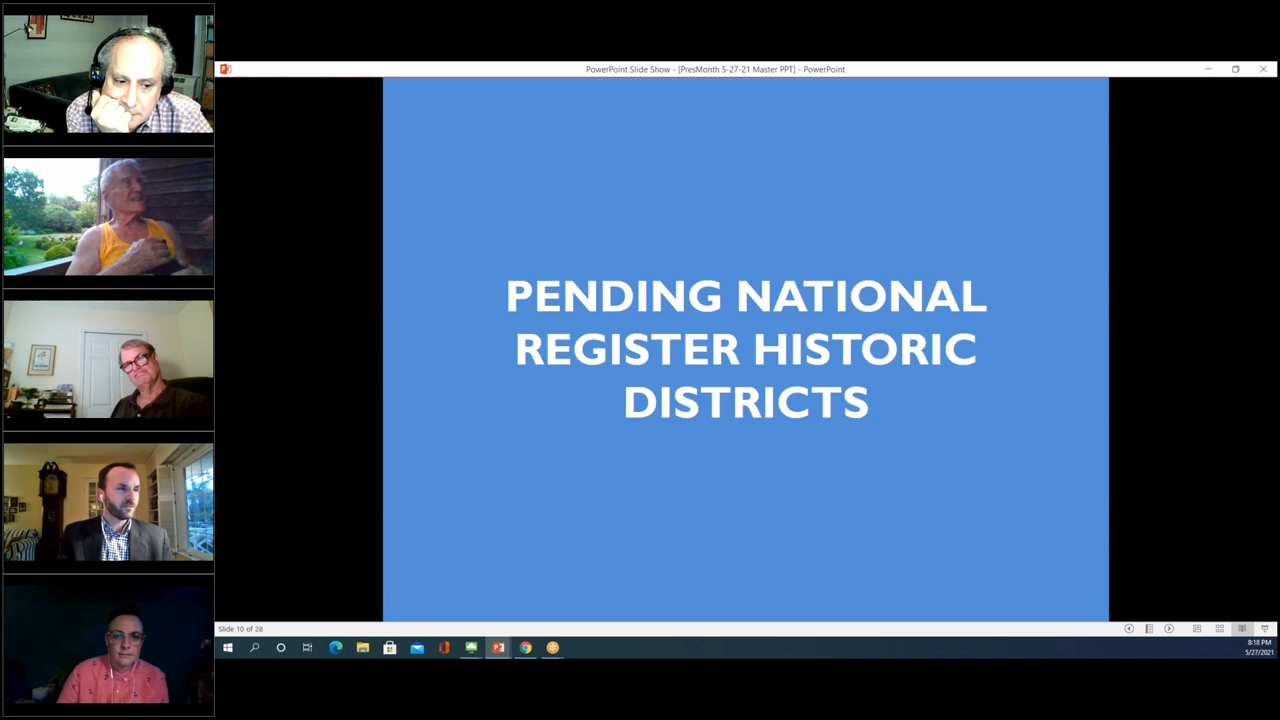 PowerPoint Slide Show - [PresMonth 5-27-21 Master PPT] - PowerPoint
PENDING NATIONAL
REGISTER HISTORIC
DISTRICTS
Slide 10 of 28
8:18 PM
5/27/2021